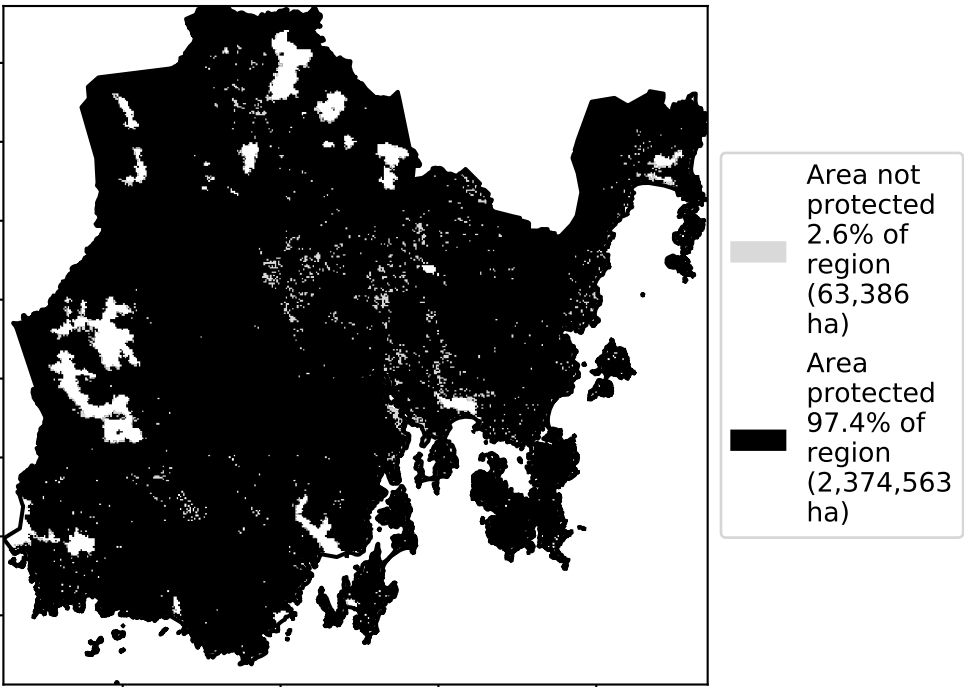 Area not
protected
2.6% of
region
(63,386
ha)
Area
protected
97.4% of
region
(2,374,563
ha)